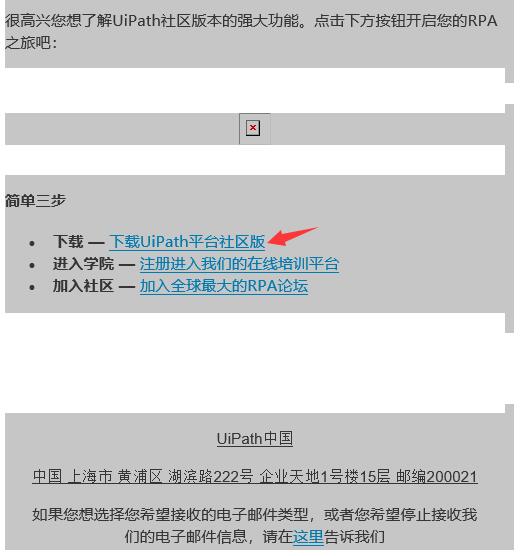 很高兴您想了解UiPath社区版本的强大功能。点击下方按钮开启您的RPA
之旅吧：
简单三步
• 下载 — 下载UiPath平台社区版
• 进入学院 — 注册进入我们的在线培训平台
• 加入社区 — 加入全球最大的RPA论坛
UiPath中国
中国 上海市 黄浦区 湖滨路222号 企业天地1号楼15层 邮编200021
如果您想选择您希望接收的电子邮件类型，或者您希望停止接收我
们的电子邮件信息，请在这里告诉我们